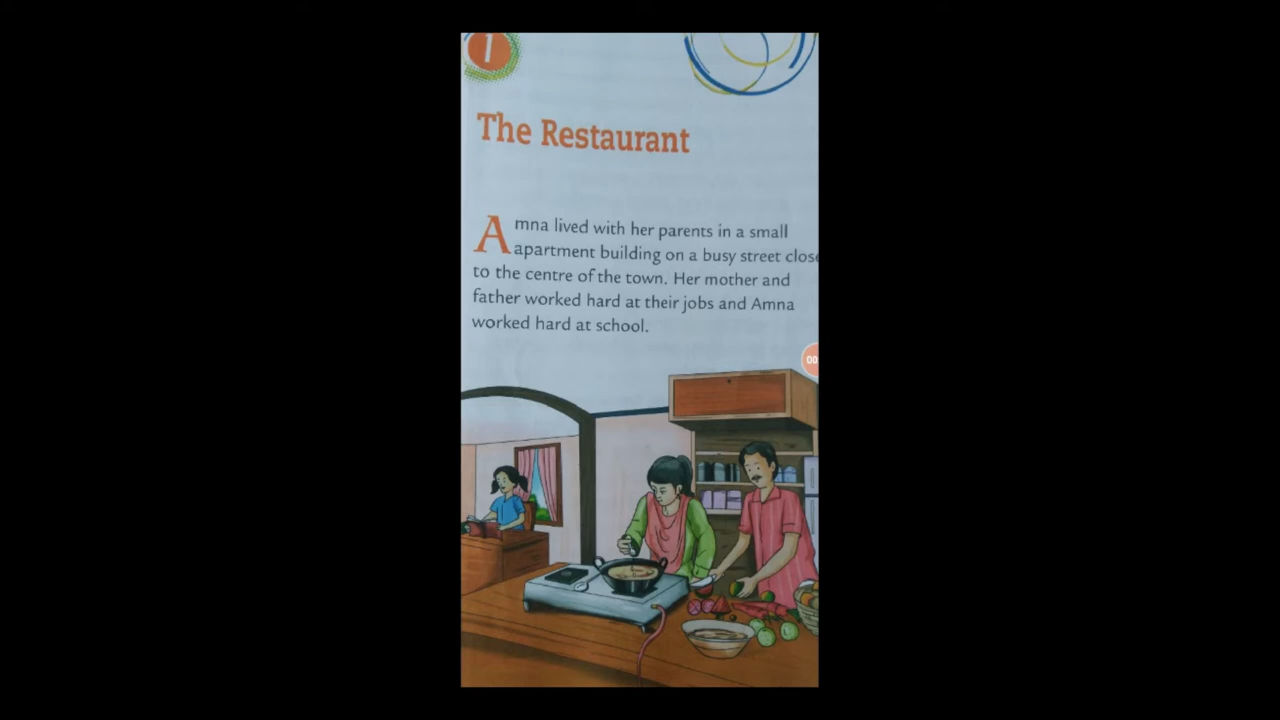 1
The Restaurant
Amna lived with her parents in a small
apartment building on a busy street close
to the centre of the town. Her mother and
father worked hard at their jobs and Amna
worked hard at school.
00